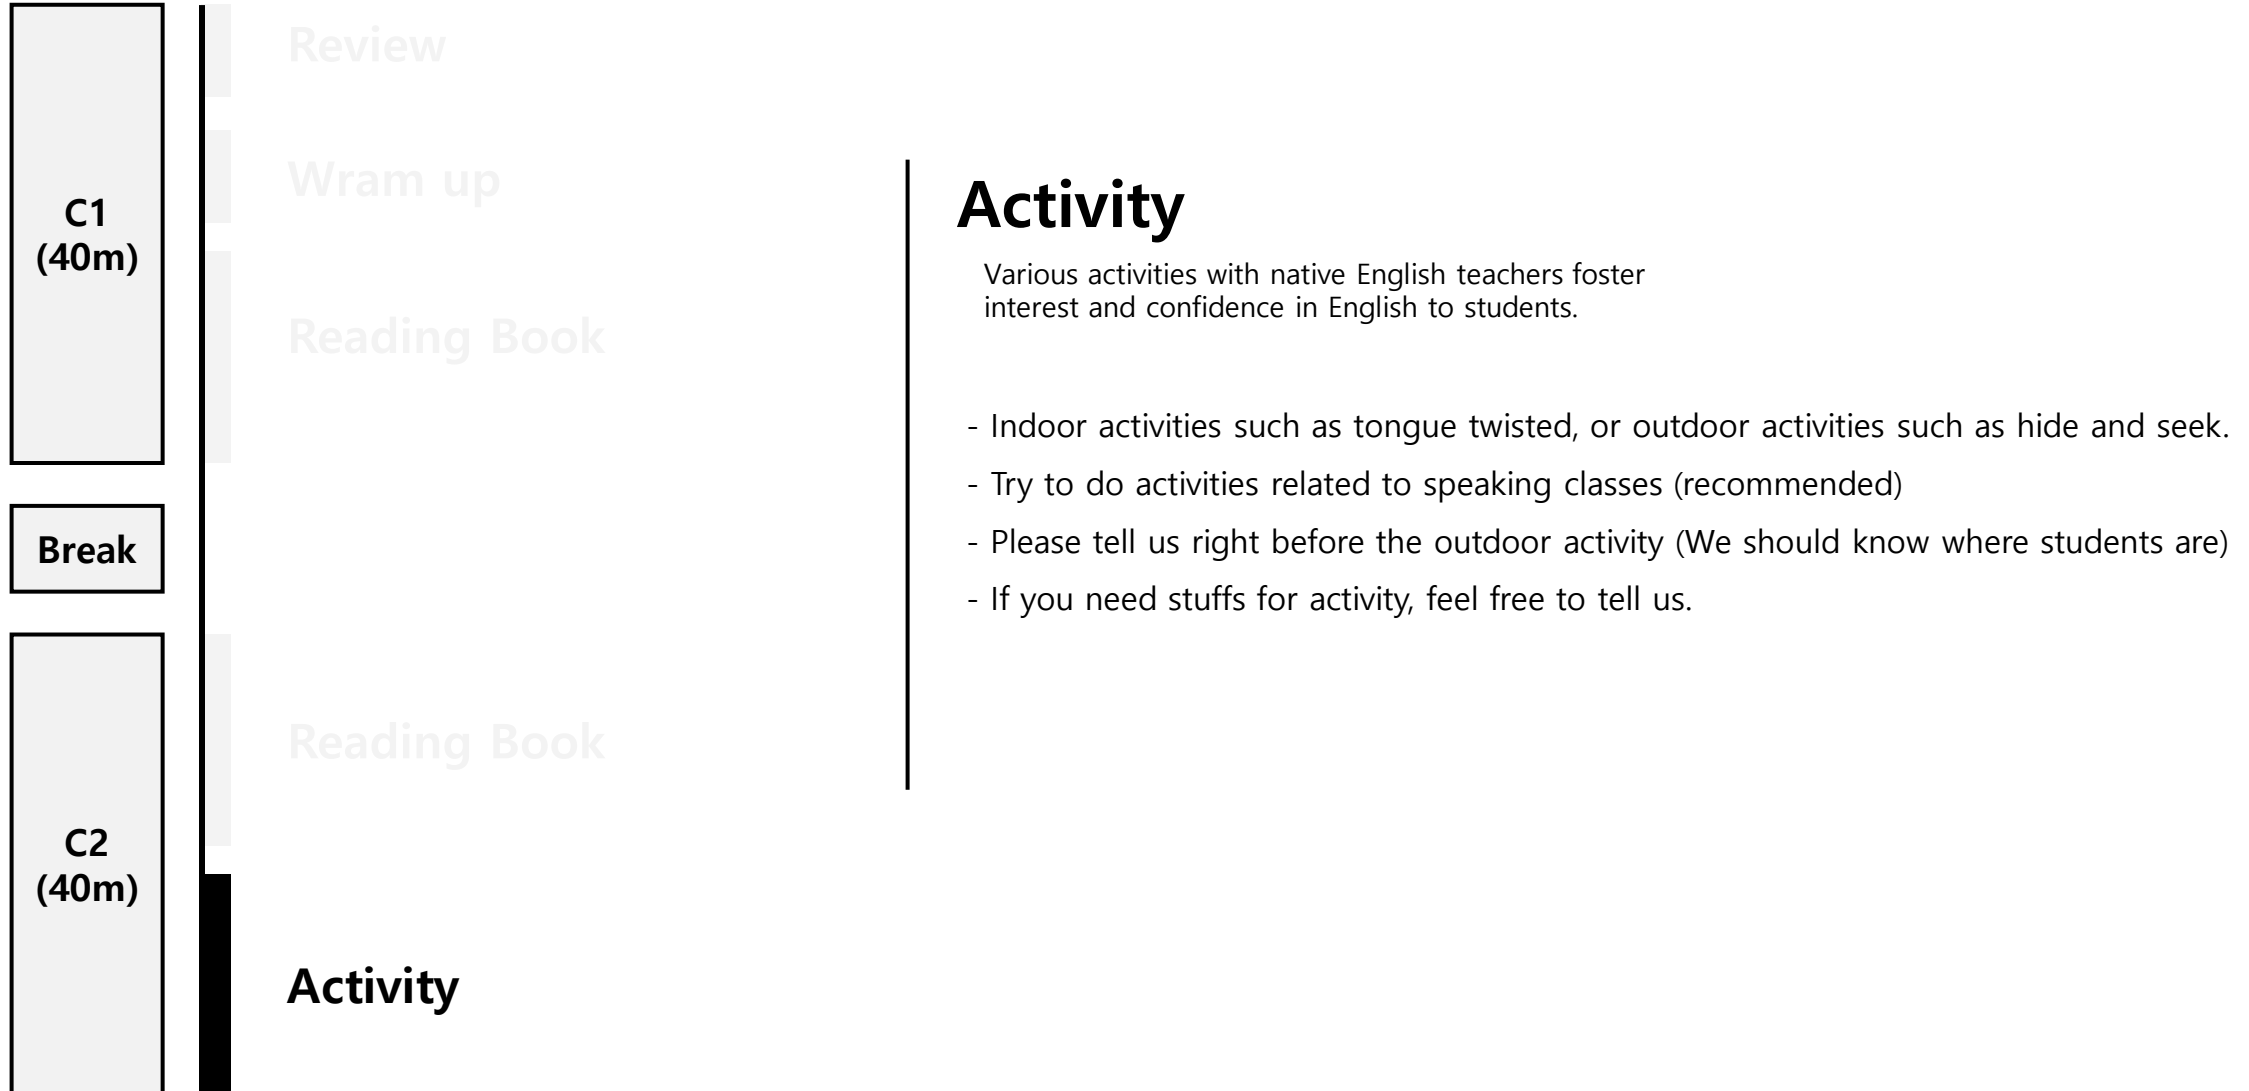 C1
(40m)
Break
C2
(40m)
Review
Wram up
Reading Book
Reading Book
Activity
Activity
Various activities with native English teachers foster
interest and confidence in English to students.
- Indoor activities such as tongue twisted, or outdoor activities such as hide and seek.
- Try to do activities related to speaking classes (recommended)
- Please tell us right before the outdoor activity (We should know where students are)
- If you need stuffs for activity, feel free to tell us.